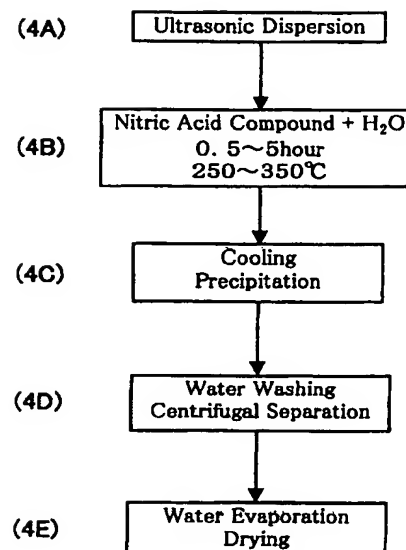 (4A)
Ultrasonic Dispersion
(4B)
Nitric Acid Compound + H₂O
0. 5～5hour
250～350℃
(4C)
Cooling
Precipitation
(4D)
Water Washing
Centrifugal Separation
(4E)
Water Evaporation
Drying